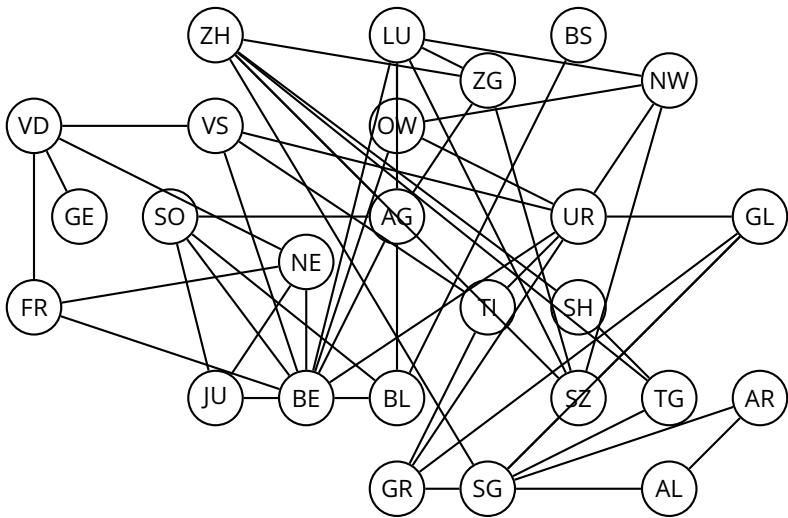 ZH LU BS
ZG NW
VD VS OW
GE SO AG UR GL
NE
FR TI SH
JU BE BL SZ TG AR
GR SG AL